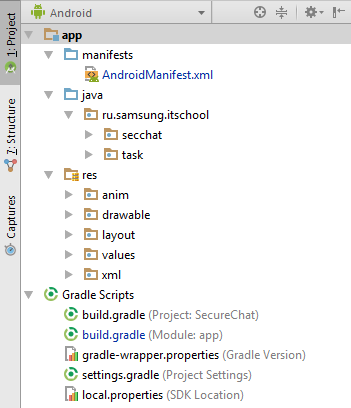 Android
1: Project
7: Structure
Captures
app
manifests
AndroidManifest.xml
java
ru.samsung.itschool
secchat
task
res
anim
drawable
layout
values
xml
Gradle Scripts
build.gradle (Project: SecureChat)
build.gradle (Module: app)
gradle-wrapper.properties (Gradle Version)
settings.gradle (Project Settings)
local.properties (SDK Location)